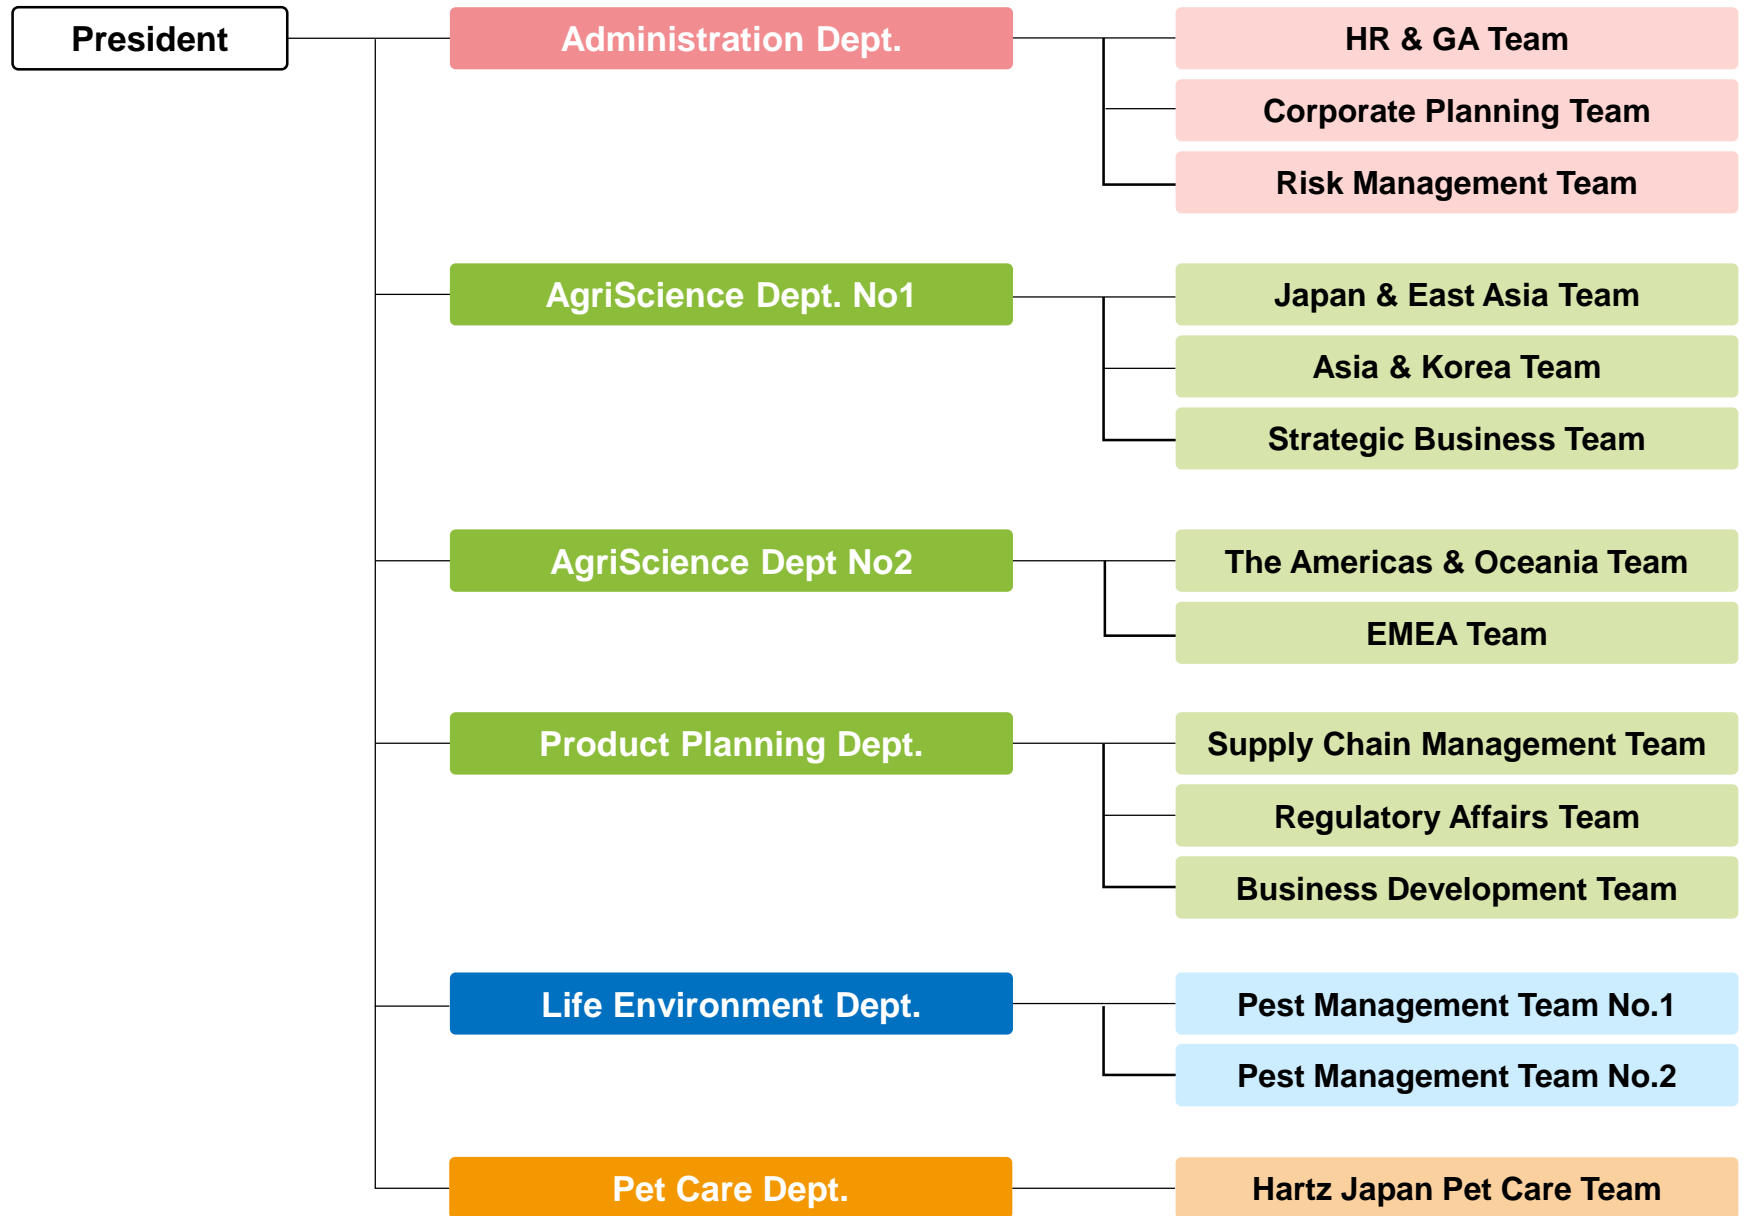 President
Administration Dept.
HR & GA Team
Corporate Planning Team
Risk Management Team
AgriScience Dept. No1
Japan & East Asia Team
Asia & Korea Team
Strategic Business Team
AgriScience Dept No2
The Americas & Oceania Team
EMEA Team
Product Planning Dept.
Supply Chain Management Team
Regulatory Affairs Team
Business Development Team
Life Environment Dept.
Pest Management Team No.1
Pest Management Team No.2
Pet Care Dept.
Hartz Japan Pet Care Team